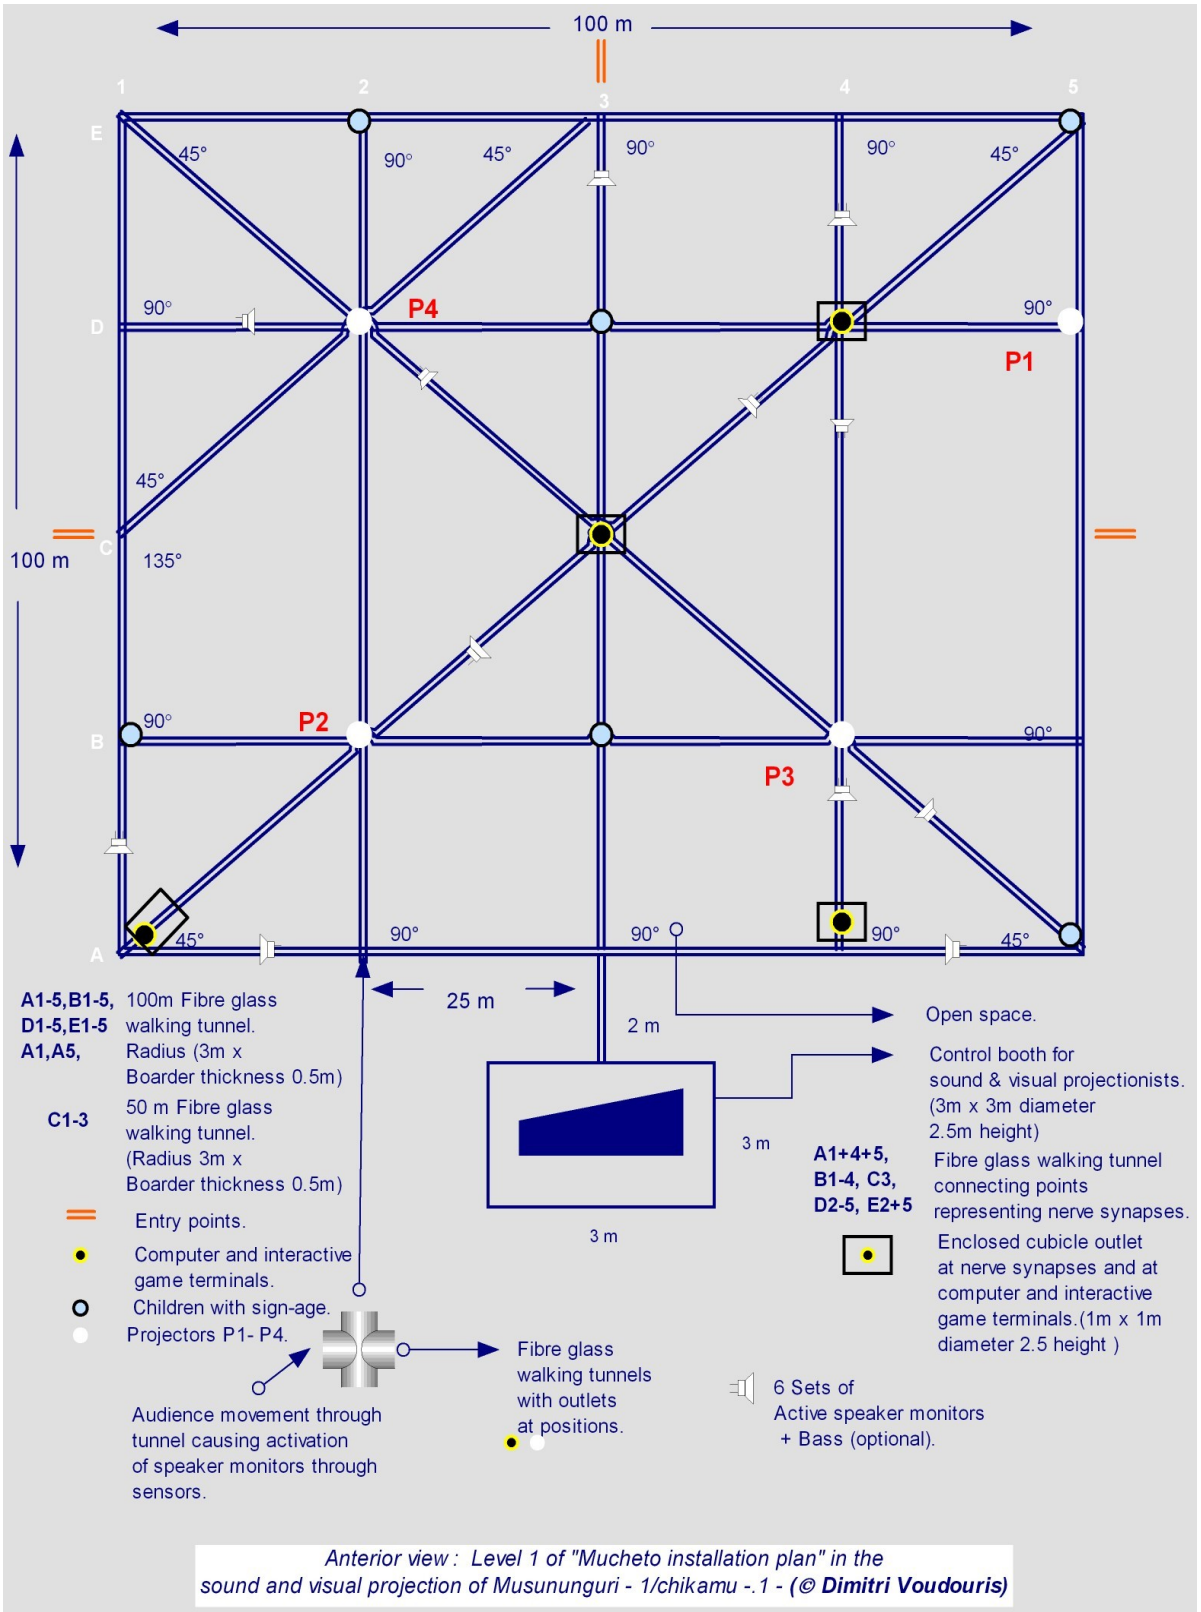 100 m
1 2 3 4 5
E
45° 90° 45° 90° 90° 45°
90° P4 90°
D
P1
45°
C
100 m 135°
90° P2 90°
B
P3
45° 90° 90° 90° 45°
A
25 m
2 m
A1-5,B1-5,
D1-5,E1-5
A1,A5,
100m Fibre glass
walking tunnel.
Radius (3m x
Boarder thickness 0.5m)
C1-3
50 m Fibre glass
walking tunnel.
(Radius 3m x
Boarder thickness 0.5m)
Entry points.
Computer and interactive
game terminals.
Children with sign-age.
Projectors P1- P4.
Audience movement through
tunnel causing activation
of speaker monitors through
sensors.
3 m
3 m
Fibre glass
walking tunnels
with outlets
at positions.
Open space.
Control booth for
sound & visual projectionists.
(3m x 3m diameter
2.5m height)
A1+4+5,
B1-4, C3,
D2-5, E2+5
Fibre glass walking tunnel
connecting points
representing nerve synapses.
Enclosed cubicle outlet
at nerve synapses and at
computer and interactive
game terminals.(1m x 1m
diameter 2.5 height )
6 Sets of
Active speaker monitors
+ Bass (optional).
Anterior view : Level 1 of "Mucheto installation plan" in the
sound and visual projection of Musununguri - 1/chikamu -.1 - (© Dimitri Voudouris)